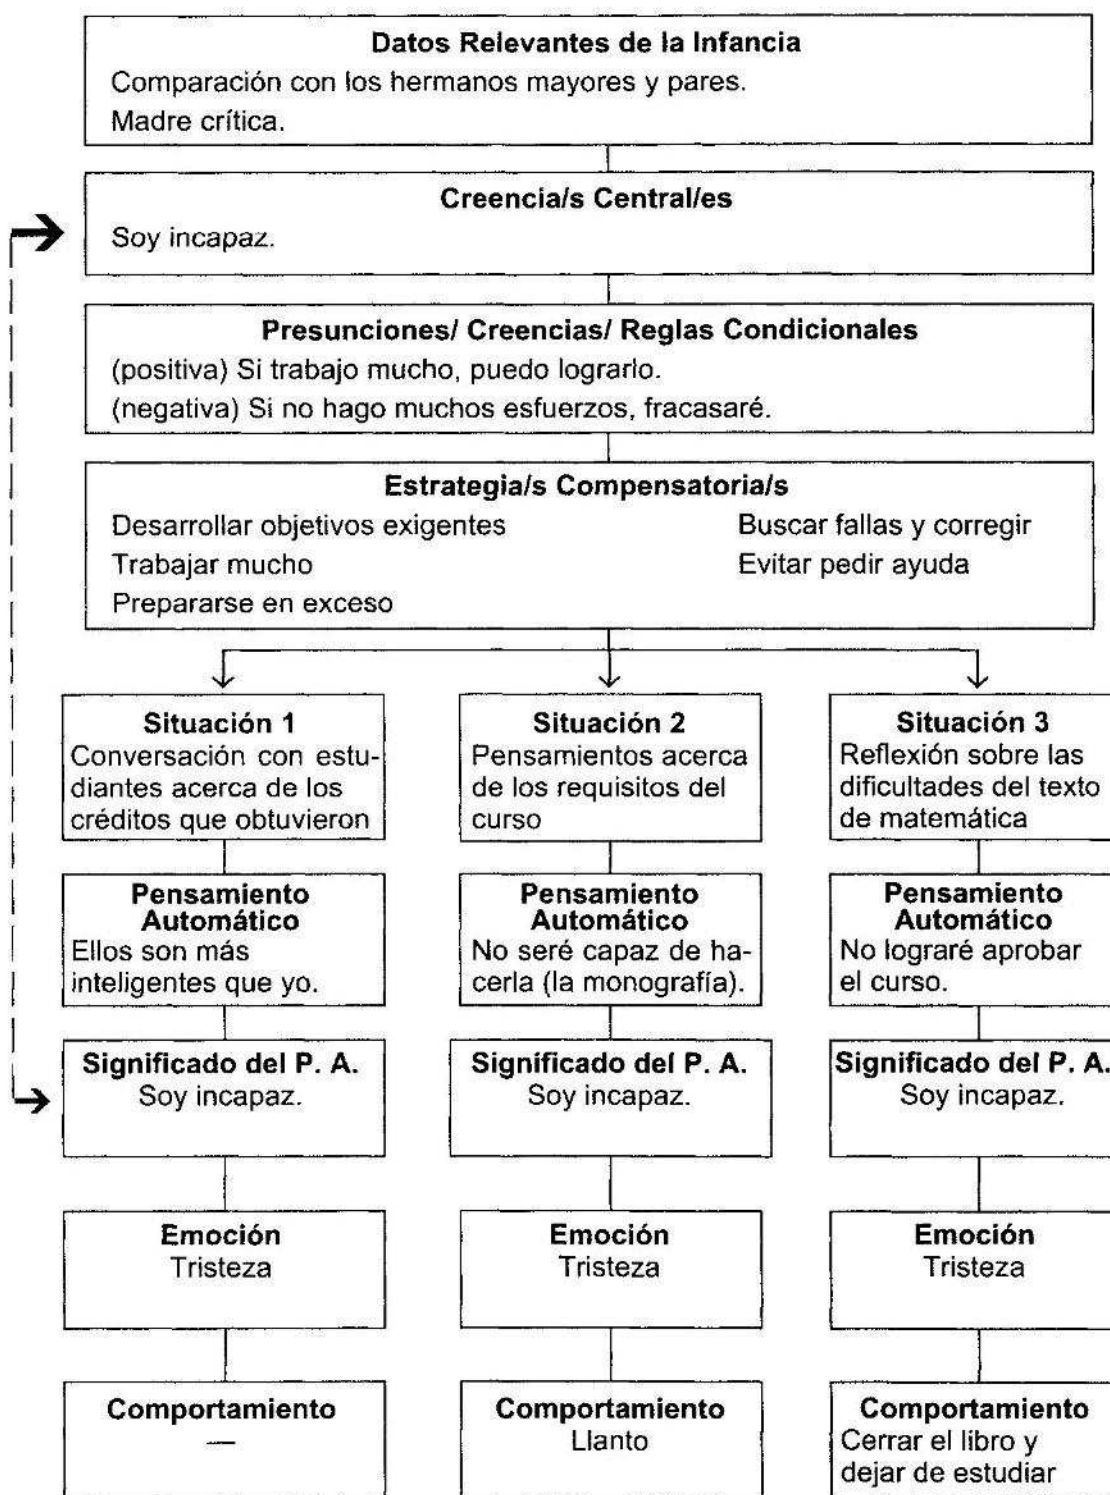 Datos Relevantes de la Infancia
Comparación con los hermanos mayores y pares.
Madre crítica.
Creencia/s Central/es
Soy incapaz.
Presunciones/ Creencias/ Reglas Condicionales
(positiva) Si trabajo mucho, puedo lograrlo.
(negativa) Si no hago muchos esfuerzos, fracasaré.
Estrategia/s Compensatoria/s
Desarrollar objetivos exigentes
Trabajar mucho
Prepararse en exceso
Buscar fallas y corregir
Evitar pedir ayuda
Situación 1
Conversación con estu-
diantes acerca de los
créditos que obtuvieron
Situación 2
Pensamientos acerca
de los requisitos del
curso
Situación 3
Reflexión sobre las
dificultades del texto
de matemática
Pensamiento
Automático
Ellos son más
inteligentes que yo.
Pensamiento
Automático
No seré capaz de ha-
cerla (la monografía).
Pensamiento
Automático
No lograré aprobar
el curso.
Significado del P. A.
Soy incapaz.
Significado del P. A.
Soy incapaz.
Significado del P. A.
Soy incapaz.
Emoción
Tristeza
Emoción
Tristeza
Emoción
Tristeza
Comportamiento
—
Comportamiento
Llanto
Comportamiento
Cerrar el libro y
dejar de estudiar